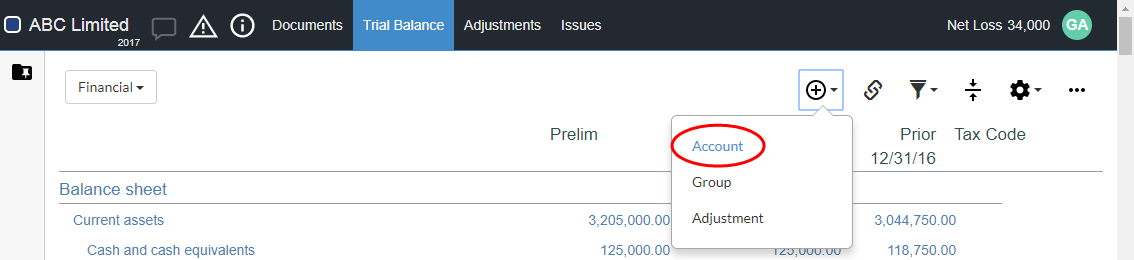 ABC Limited
2017
Documents
Trial Balance
Adjustments
Issues
Net Loss 34,000
GA
Financial
Account
Group
Adjustment
Prelim
Prior Tax Code
12/31/16
Balance sheet
Current assets 3,205,000.00 3,044,750.00
Cash and cash equivalents 125,000.00 125,000.00 118,750.00